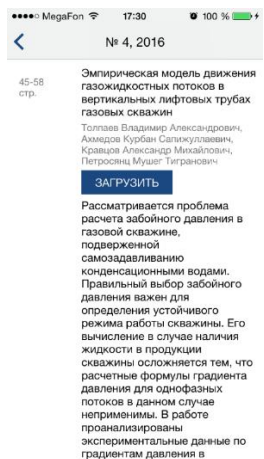 MegaFon 17:30 100 %
№ 4, 2016
45-58
стр.
Эмпирическая модель движения
газожидкостных потоков в
вертикальных лифтовых трубах
газовых скважин
Толпаев Владимир Александрович,
Ахмедов Курбан Сапижуллаевич,
Кравцов Александр Михайлович,
Петросянц Мушег Тигранович
ЗАГРУЗИТЬ
Рассматривается проблема
расчета забойного давления в
газовой скважине,
подверженной
самозадавливанию
конденсационными водами.
Правильный выбор забойного
давления важен для
определения устойчивого
режима работы скважины. Его
вычисление в случае наличия
жидкости в продукции
скважины осложняется тем, что
расчетные формулы градиента
давления для однофазных
потоков в данном случае
неприменимы. В работе
проанализированы
экспериментальные данные по
градиентам давления в